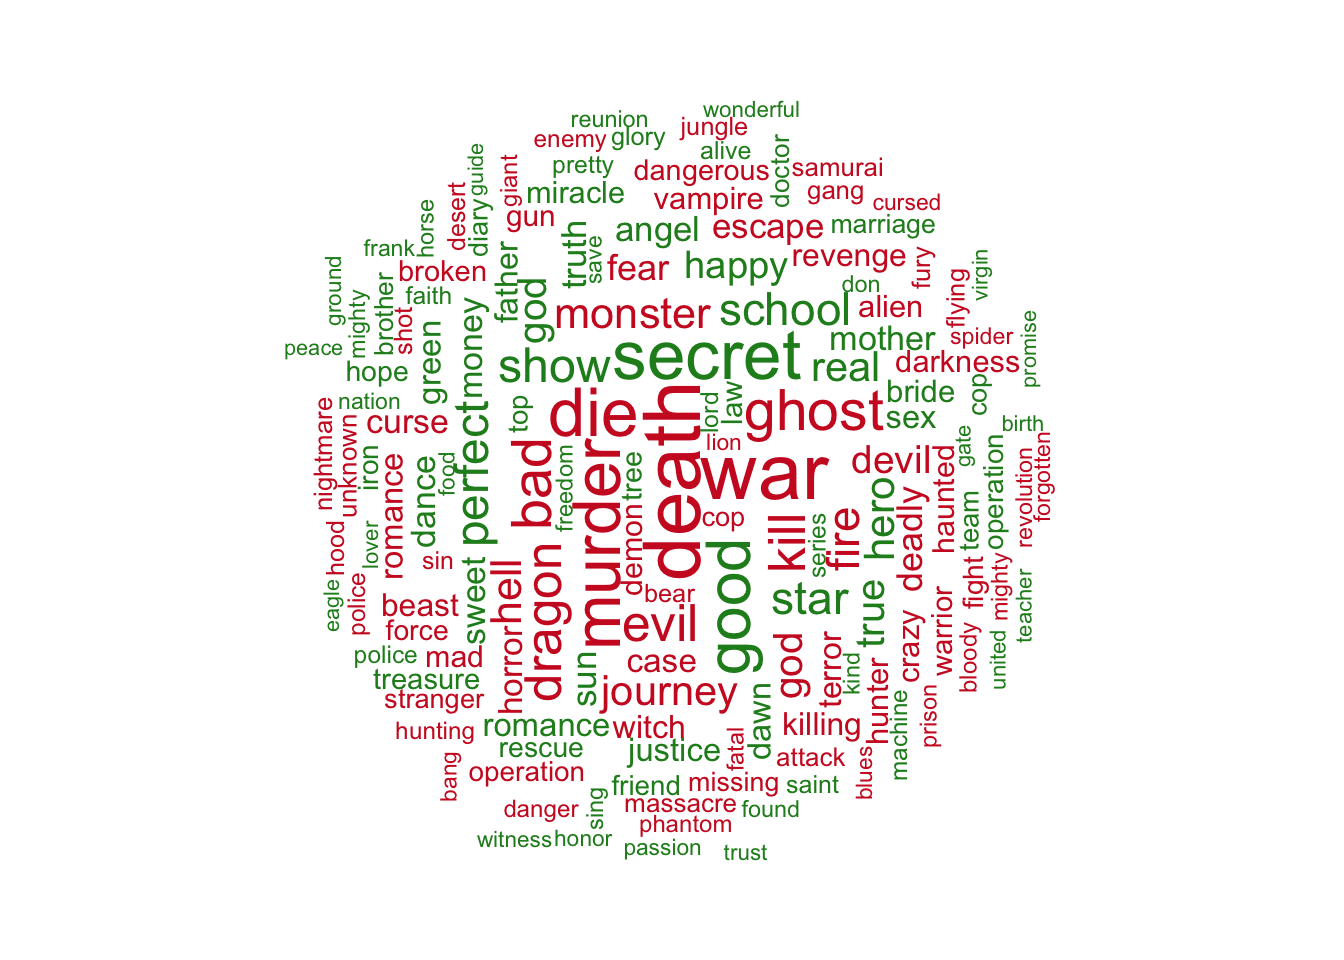 wonderful
reunion
jungle
enemy
glory
alive
doctor
guide
giant
pretty
dangerous
samurai
miracle
vampire
gang
cursed
desert
diary
horse
gun
truth
save
angel
escape
marriage
frank
father
god
fear
happy
revenge
fury
virgin
ground
mighty
brother
shot
broken
faith
money
monster
school
don
alien
flying
spider
promise
peace
hope
green
show
secret
real
mother
darkness
nation
curse
perfect
top
die
death
lord
law
ghost
bride
sex
cop
birth
nightmare
unknown
iron
romance
dance
food
bad
freedom
murder
tree
demon
lion
war
devil
haunted
gate
operation
team
revolution
forgotten
hood
lover
sin
cop
good
kill
series
fire
hero
deadly
eagle
police
beast
force
sweet
hell
horror
dragon
evil
bear
star
true
crazy
warrior
fight
bloody
mighty
united
teacher
police
mad
treasure
stranger
sun
case
journey
god
terror
kind
hunter
machine
prison
hunting
romance
witch
dawn
killing
rescue
justice
fatal
attack
blues
bang
operation
friend
missing
saint
danger
sing
massacre
found
phantom
witness
honor
passion
trust